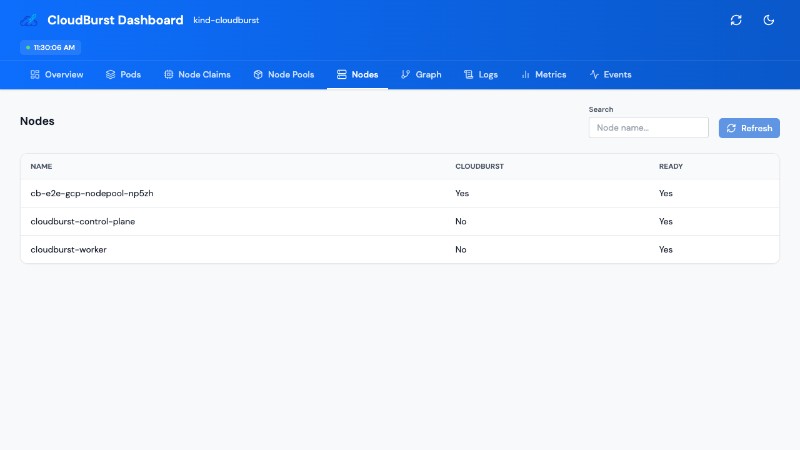 CloudBurst Dashboard kind-cloudburst
11:30:06 AM
Overview Pods Node Claims Node Pools Nodes Graph Logs Metrics Events
Nodes
Search
Node name...
Refresh
NAME CLOUDBURST READY
cb-e2e-gcp-nodepool-np5zh Yes Yes
cloudburst-control-plane No Yes
cloudburst-worker No Yes